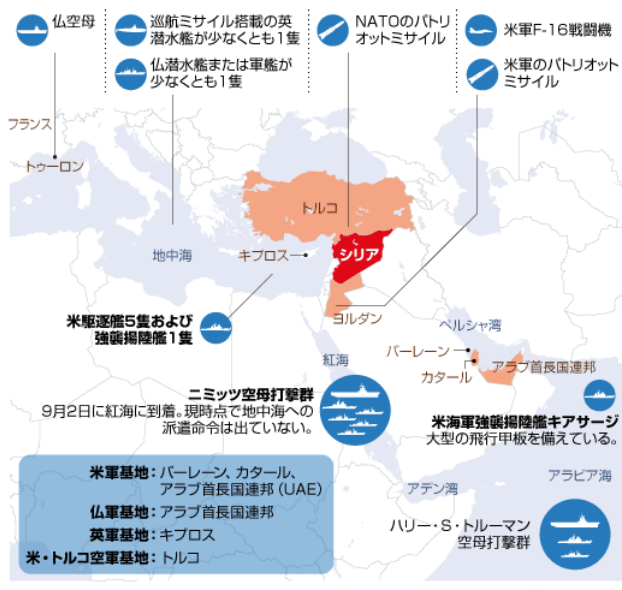 仏空母
巡航ミサイル搭載の英
潜水艦が少なくとも1隻
仏潜水艦または軍艦が
少なくとも1隻
NATOのパトリ
オットミサイル
米軍F-16戦闘機
米軍のパトリオット
ミサイル
フランス
トゥーロン
トルコ
地中海
キプロス
シリア
米駆逐艦5隻および
強襲揚陸艦1隻
ヨルダン
ペルシャ湾
バーレーン
カタール
アラブ首長国連邦
紅海
ニミッツ空母打撃群
9月2日に紅海に到着。現時点で地中海への
派遣命令は出ていない。
米海軍強襲揚陸艦キアサージ
大型の飛行甲板を備えている。
米軍基地：バーレーン、カタール、
アラブ首長国連邦（UAE）
仏軍基地：アラブ首長国連邦
英軍基地：キプロス
米・トルコ空軍基地：トルコ
アデン湾
アラビア海
ハリー・S・トルーマン
空母打撃群